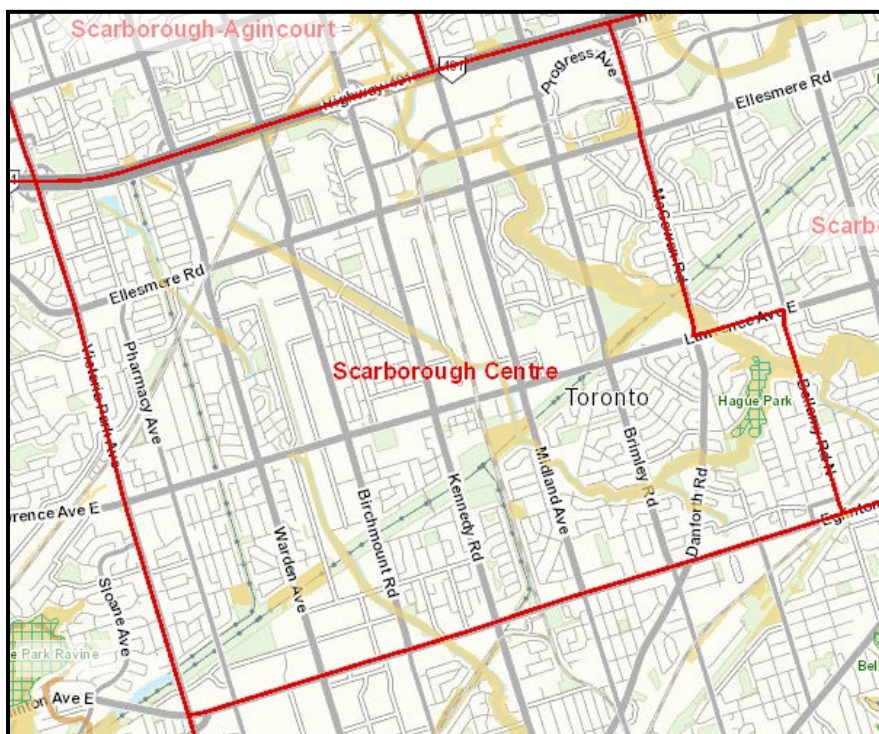 Scarborough-Agincourt
Highway 401
401
Progress Ave
Ellesmere Rd
McCowan Rd
Scarb
Ellesmere Rd
Lawrence Ave E
Victoria Park Ave
Pharmacy Ave
Scarborough Centre
Toronto
Hague Park
Bellamy Rd N
Brimley Rd
Midland Ave
Kennedy Rd
Birchmount Rd
Warden Ave
Danforth Rd
Eglinton
rence Ave E
Sloane Ave
e Park Ravine
inton Ave E
Bel